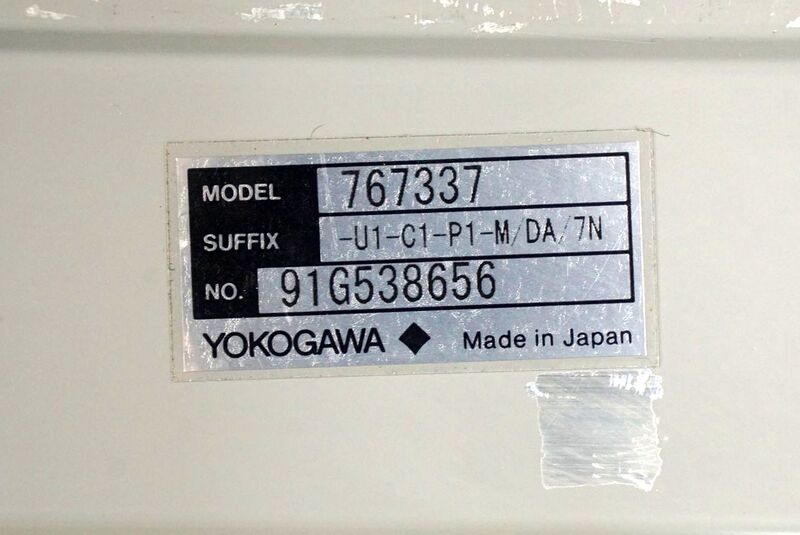 MODEL 767337
SUFFIX -U1-C1-P1-M/DA/7N
NO. 91G538656
YOKOGAWA ◆ Made in Japan